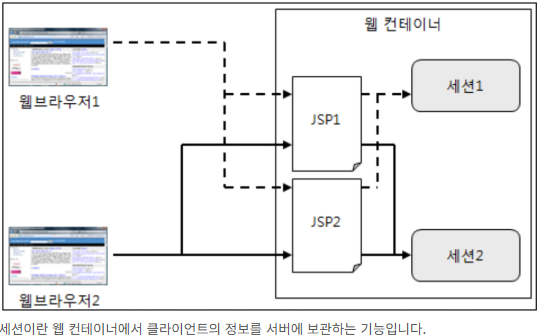 웹 컨테이너
웹브라우저1
세션1
JSP1
JSP2
웹브라우저2
세션2
세션이란 웹 컨테이너에서 클라이언트의 정보를 서버에 보관하는 기능입니다.